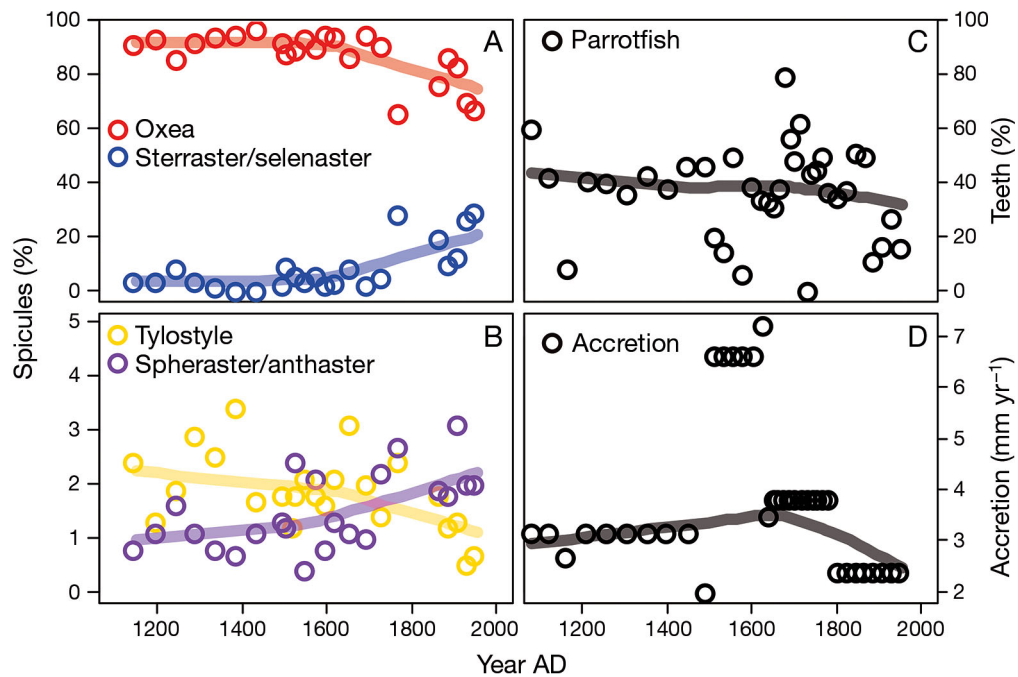 100
80
60
40
20
0
A
Oxea
Sterraster/selenaster
Spicules (%)
5
4
3
2
1
0
B
Tylostyle
Spheraster/anthaster
1200
1400
1600
1800
2000
C
Parrotfish
100
80
60
40
20
0
Teeth (%)
D
Accretion
7
6
5
4
3
2
Accretion (mm yr⁻¹)
1200
1400
1600
1800
2000
Year AD